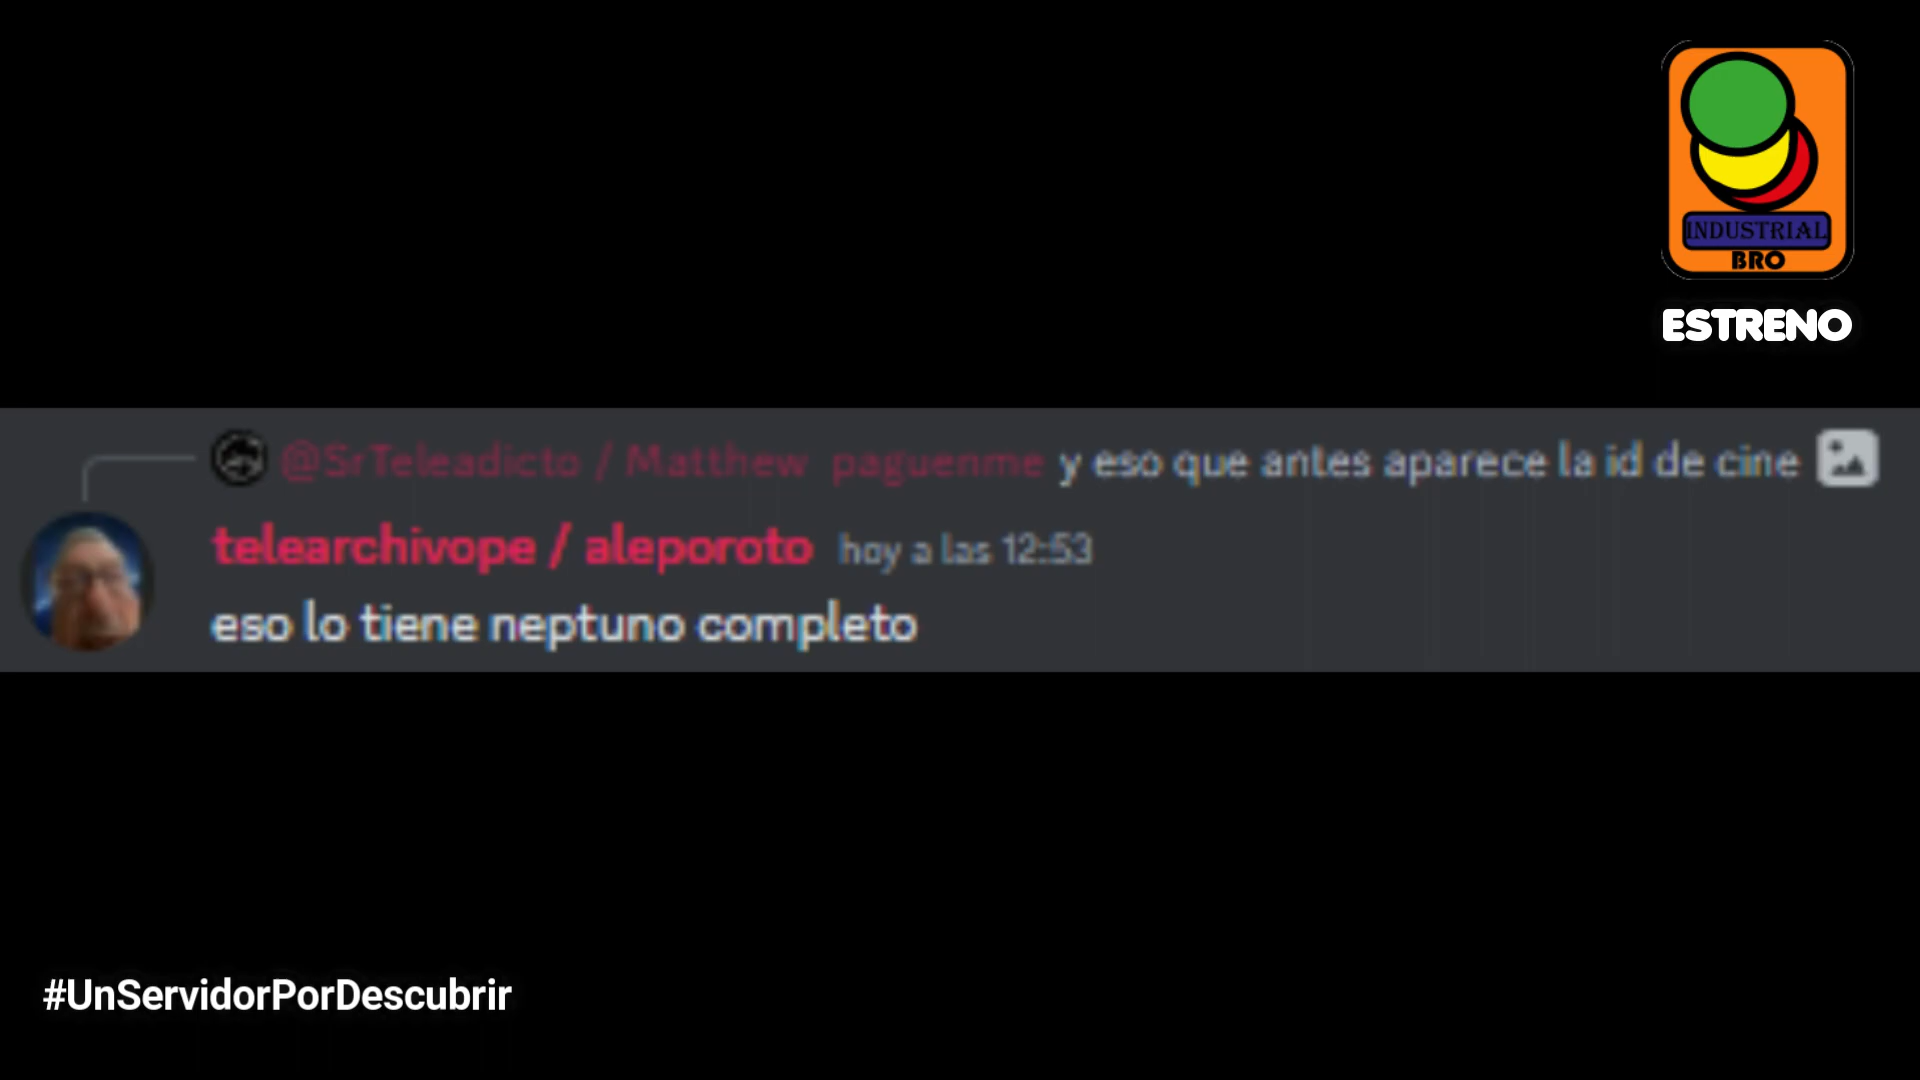 INDUSTRIAL
BRO
ESTRENO
@SrTeleadicto / Matthew paguenme y eso que antes aparece la id de cine
telearchivope / aleporoto hoy a las 12:53
eso lo tiene neptuno completo
#UnServidorPorDescubrir